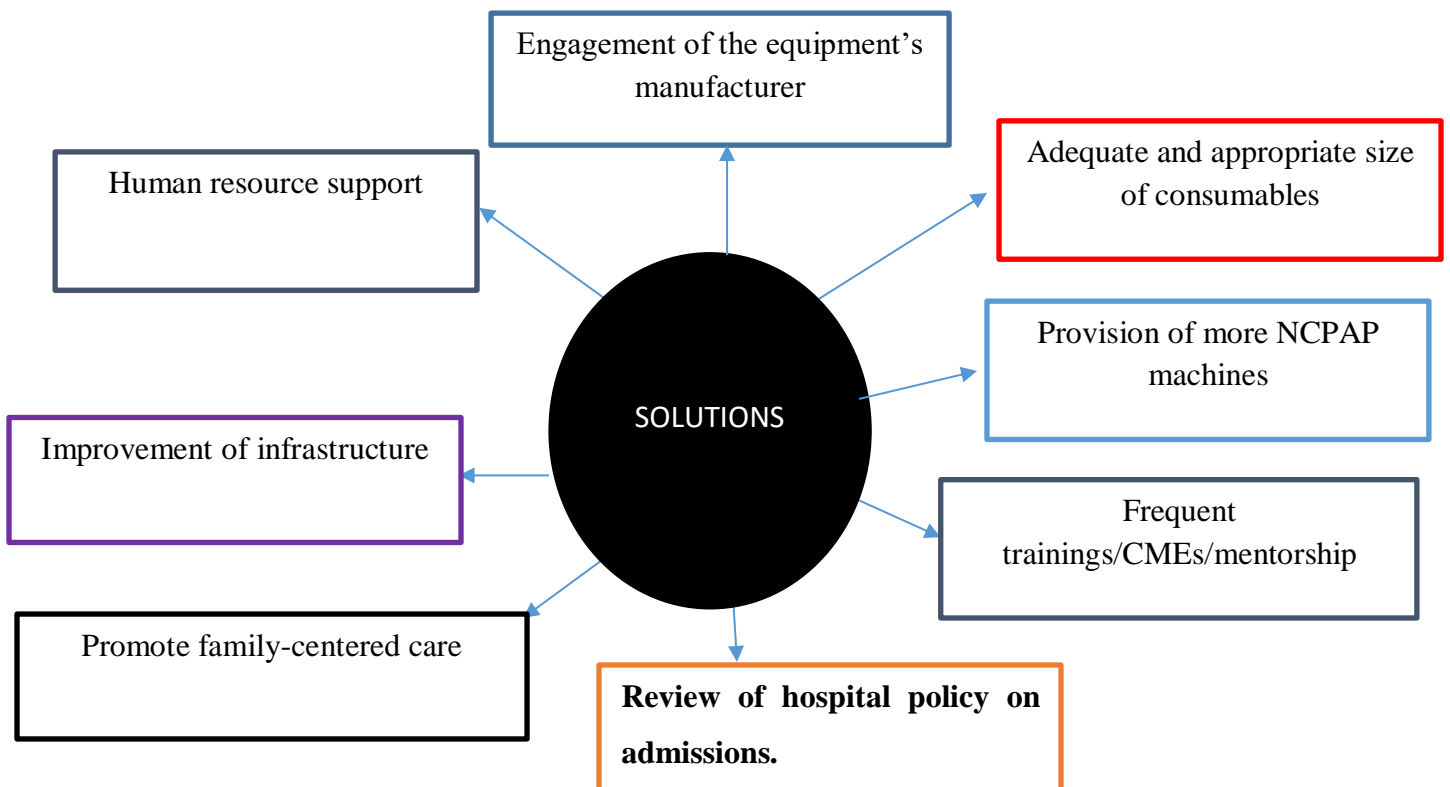 Engagement of the equipment’s
manufacturer
Adequate and appropriate size
of consumables
Human resource support
Provision of more NCPAP
machines
SOLUTIONS
Improvement of infrastructure
Frequent
trainings/CMEs/mentorship
Promote family-centered care
Review of hospital policy on
admissions.